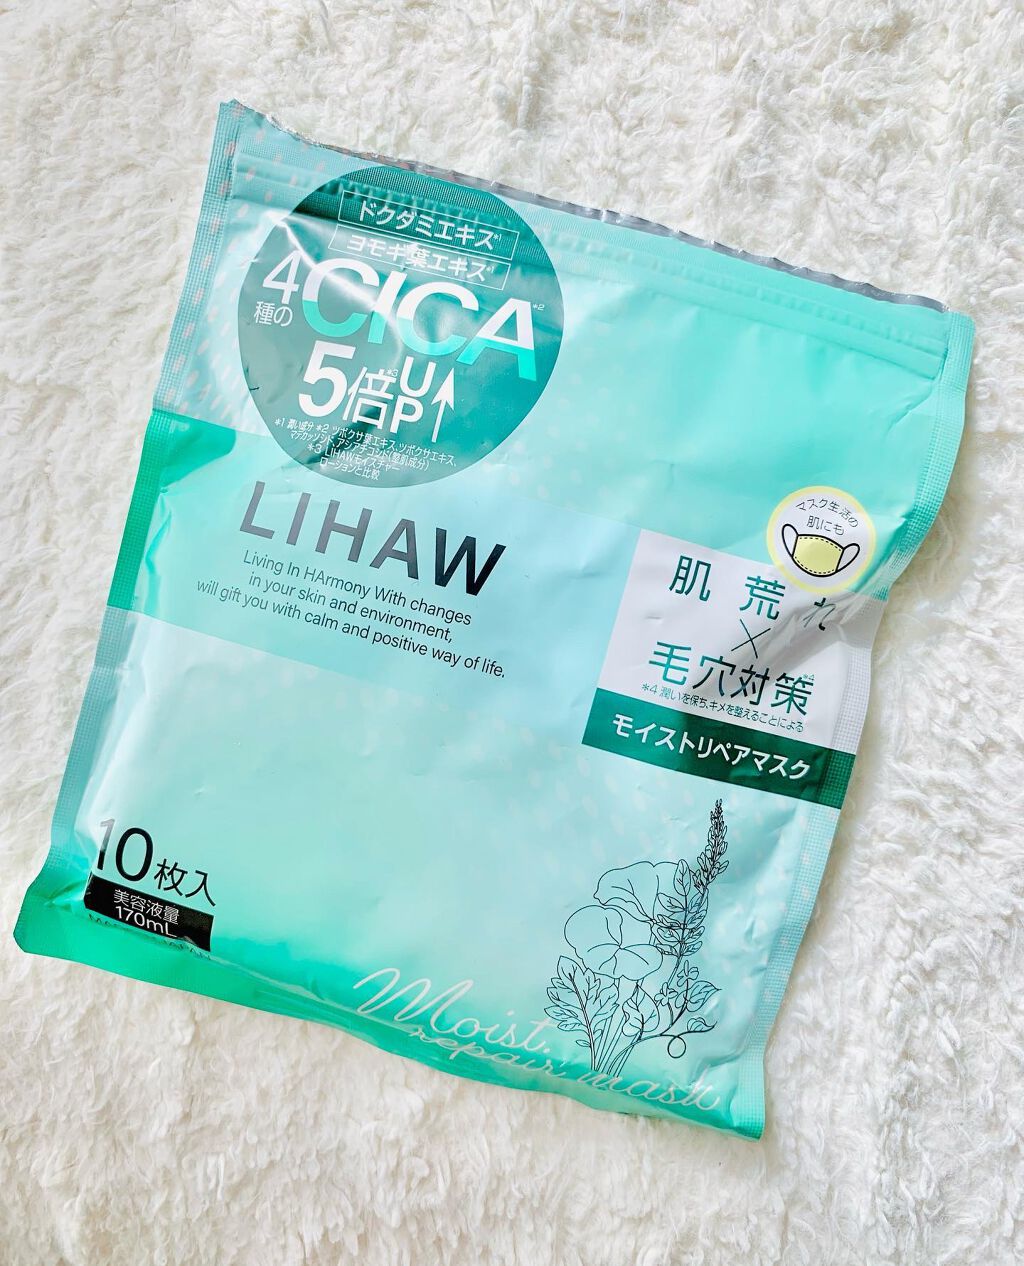 ドクダミエキス*1
ヨモギ葉エキス*1
4種の
CICA*2
5倍*3UP
*1 潤い成分 *2 ツボクサ葉エキス、ツボクサエキス、
マデカッソシド、アシアチコシド(整肌成分)
*3 LIHAWモイスチャー
ローションと比較
LIHAW
Living In HArmony With changes
in your skin and environment,
will gift you with calm and positive way of life.
マスク生活の
肌にも
肌荒れ
×
毛穴対策*4
*4 潤いを保ち、キメを整えることによる
モイストリペアマスク
10枚入
美容液量
170mL
MADE IN JAPAN
Moist
repair mask